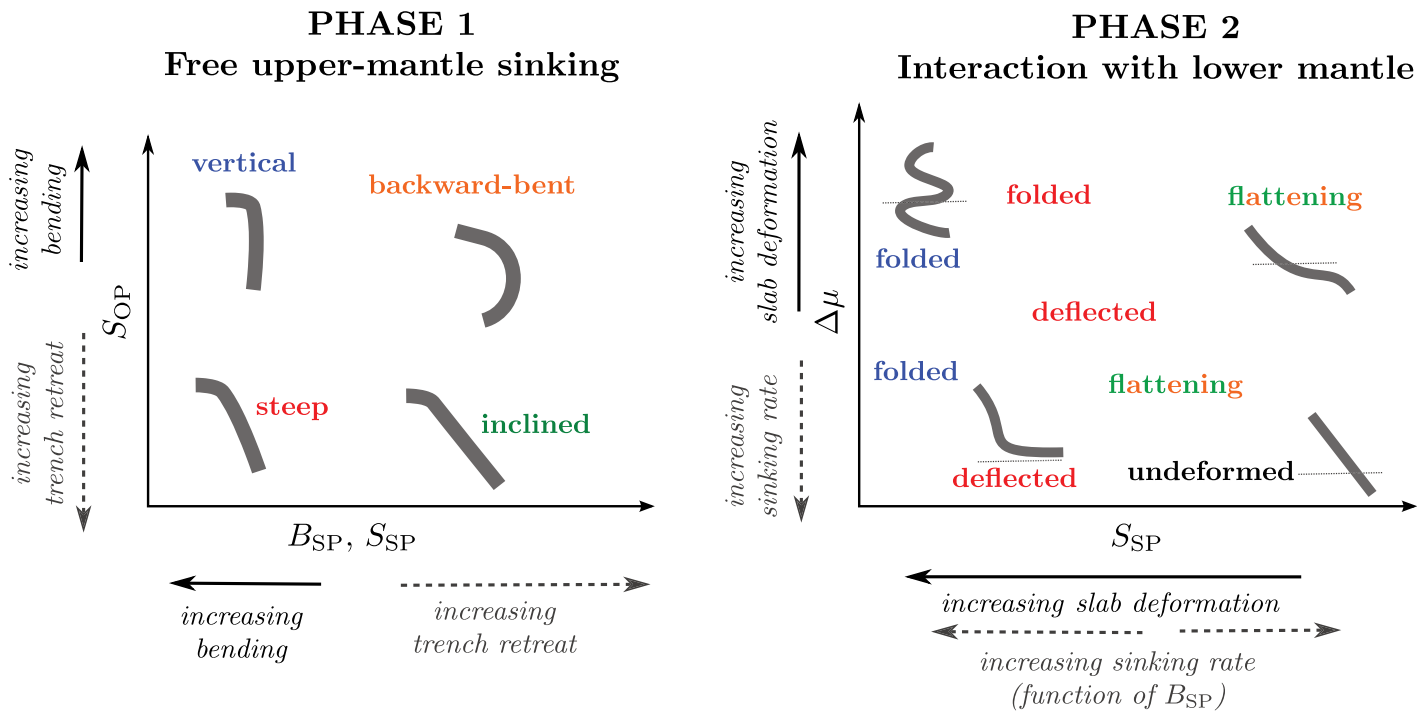 PHASE 1
Free upper-mantle sinking
increasing
bending
S_OP
increasing
trench retreat
vertical
backward-bent
steep
inclined
B_SP, S_SP
increasing
bending
increasing
trench retreat
PHASE 2
Interaction with lower mantle
increasing
slab deformation
Δμ
increasing
sinking rate
folded
flattening
folded
deflected
folded
flattening
deflected
undeformed
S_SP
increasing slab deformation
increasing sinking rate
(function of B_SP)